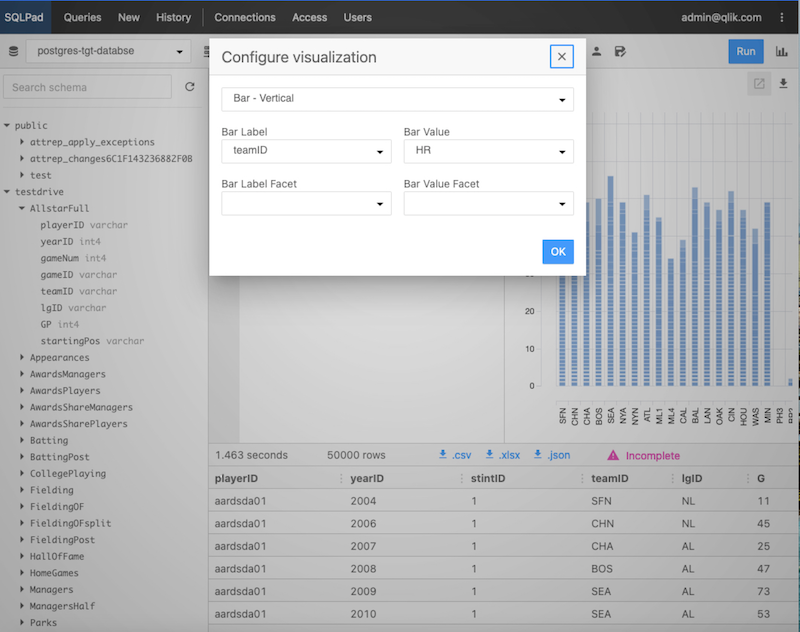 SQLPad Queries New History Connections Access Users admin@qlik.com
postgres-tgt-databse Run
Search schema
public
attrep_apply_exceptions
attrep_changes6C1F143236882F0B
test
testdrive
AllstarFull
playerID varchar
yearID int4
gameNum int4
gameID varchar
teamID varchar
lgID varchar
GP int4
startingPos varchar
Appearances
AwardsManagers
AwardsPlayers
AwardsShareManagers
AwardsSharePlayers
Batting
BattingPost
CollegePlaying
Fielding
FieldingOF
FieldingOFsplit
FieldingPost
HallOfFame
HomeGames
Managers
ManagersHalf
Parks
Configure visualization
Bar - Vertical
Bar Label Bar Value
teamID HR
Bar Label Facet Bar Value Facet
OK
20
10
0
SFN CHN CHA BOS SEA NYA NYN ATL ML1 ML4 CAL BAL LAN OAK CIN HOU WAS MIN PH3
1.463 seconds 50000 rows .csv .xlsx .json Incomplete
playerID yearID stintID teamID lgID G
aardsda01 2004 1 SFN NL 11
aardsda01 2006 1 CHN NL 45
aardsda01 2007 1 CHA AL 25
aardsda01 2008 1 BOS AL 47
aardsda01 2009 1 SEA AL 73
aardsda01 2010 1 SEA AL 53